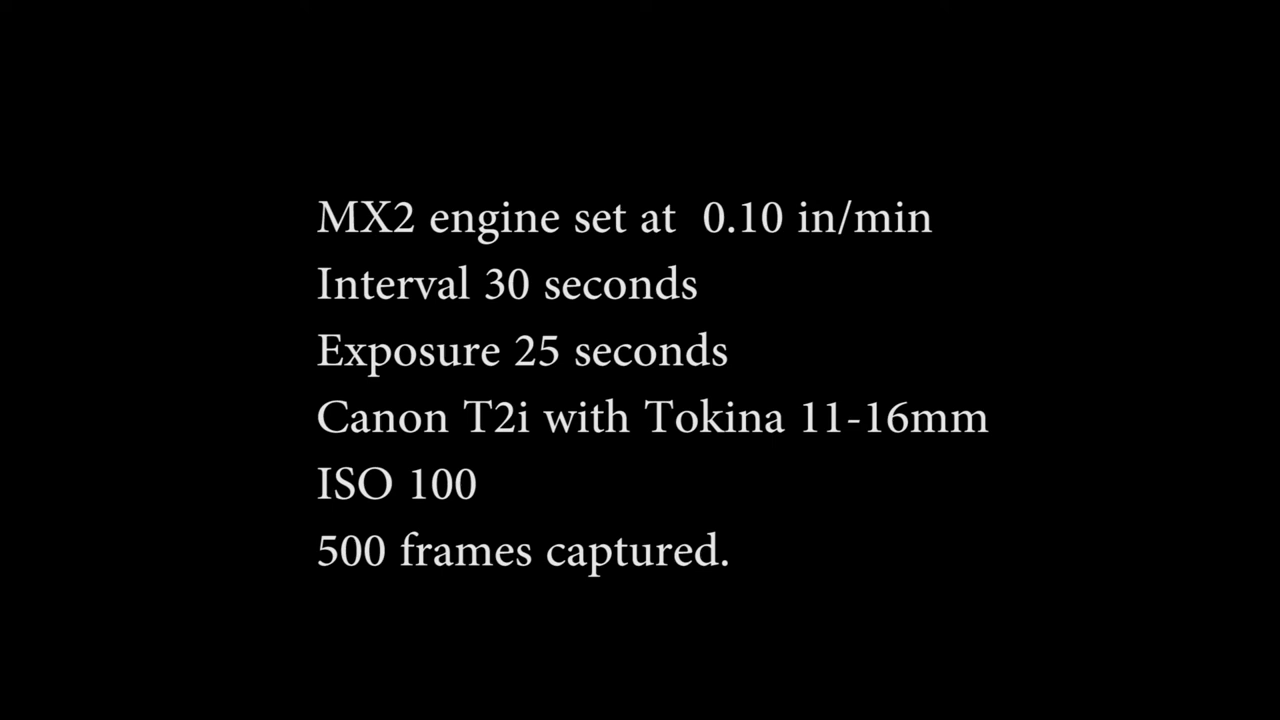 MX2 engine set at  0.10 in/min
Interval 30 seconds
Exposure 25 seconds
Canon T2i with Tokina 11-16mm
ISO 100
500 frames captured.